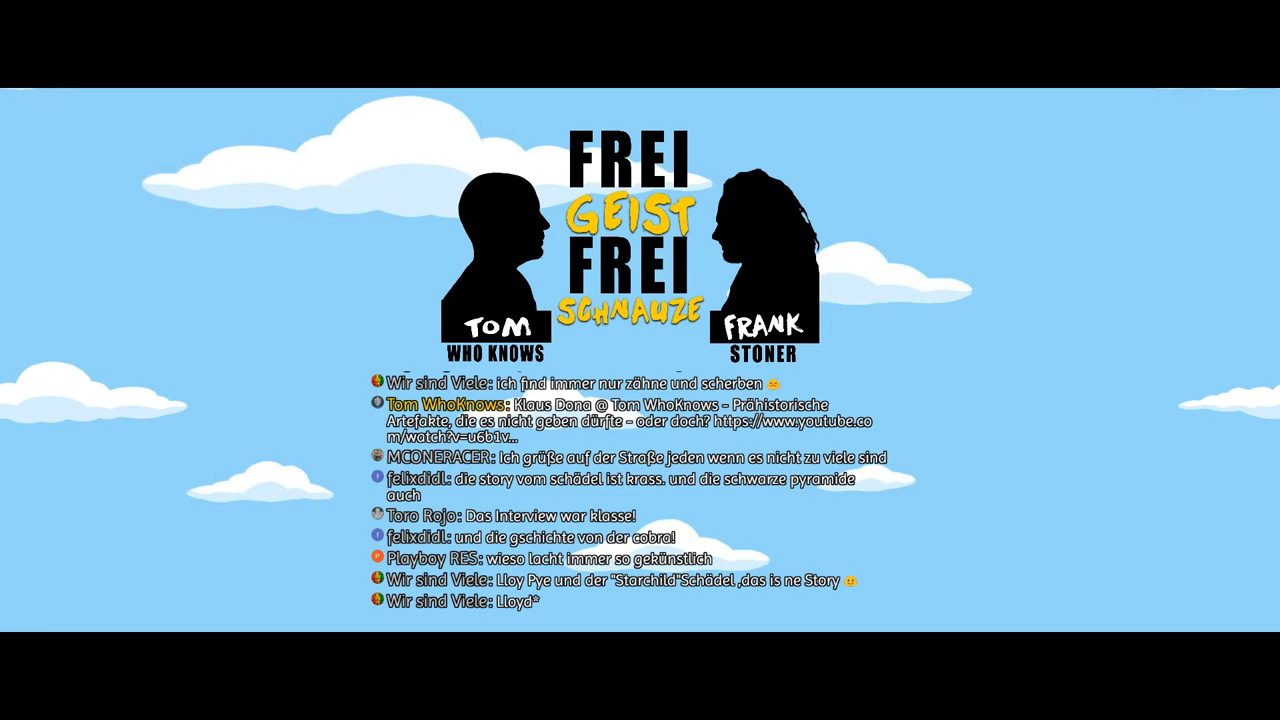 FREI
GEIST
FREI
SCHNAUZE
TOM
WHO KNOWS
FRANK
STONER
Wir sind Viele: ich find immer nur zähne und scherben
Tom WhoKnows: Klaus Dona @ Tom WhoKnows - Prähistorische
Artefakte, die es nicht geben dürfte - oder doch? https://www.youtube.co
m/watch?v=u6b1v...
MCONERACER: Ich grüße auf der Straße jeden wenn es nicht zu viele sind
felixdidl: die story vom schädel ist krass. und die schwarze pyramide
auch
Toro Rojo: Das Interview war klasse!
felixdidl: und die gschichte von der cobra!
Playboy RES: wieso lacht immer so gekünstlich
Wir sind Viele: Lloy Pye und der "Starchild"Schädel ,das is ne Story
Wir sind Viele: Lloyd*